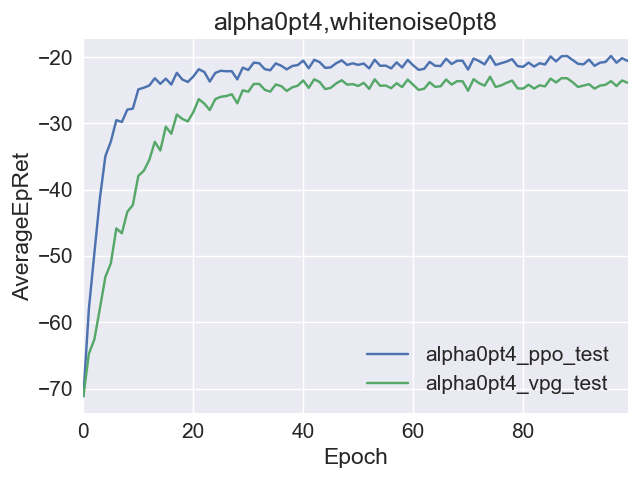 alpha0pt4,whitenoise0pt8
−20
−30
−40
−50
−60
−70
AverageEpRet
0
20
40
60
80
Epoch
alpha0pt4_ppo_test
alpha0pt4_vpg_test